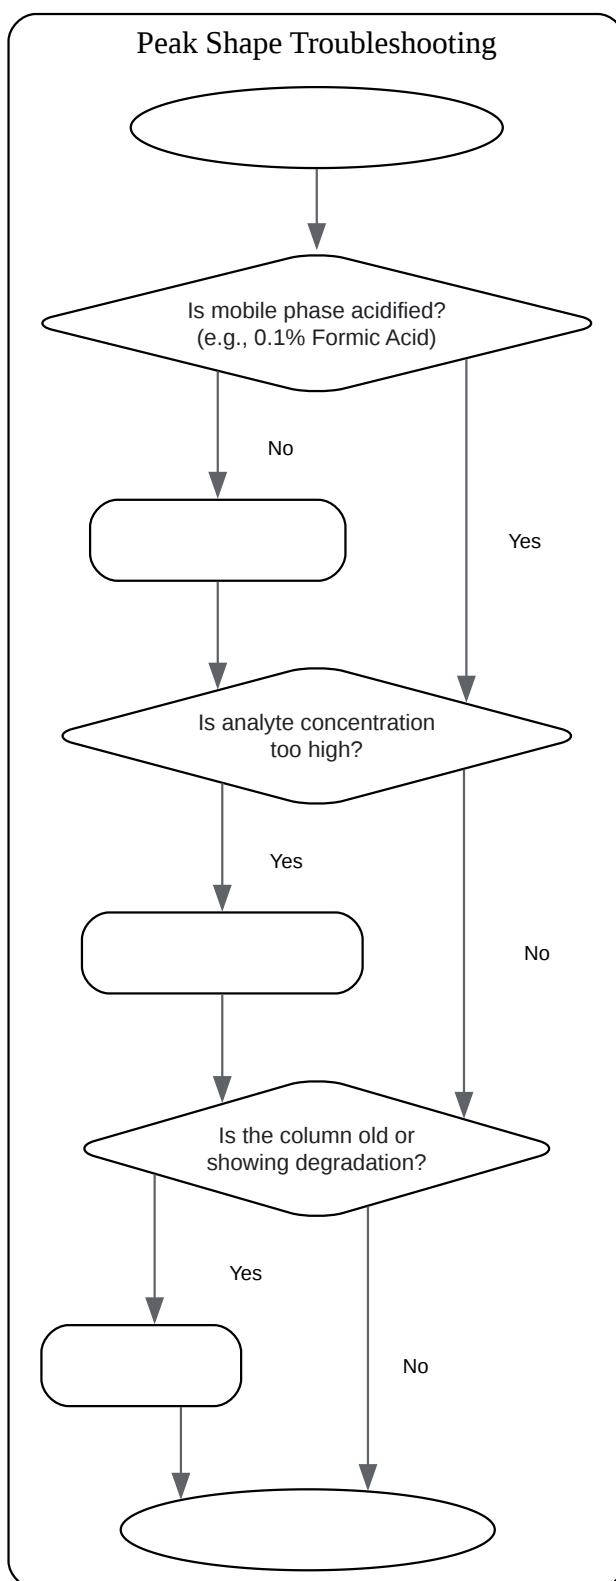 Peak Shape Troubleshooting
Is mobile phase acidified?
(e.g., 0.1% Formic Acid)
No
Yes
Is analyte concentration
too high?
Yes
No
Is the column old or
showing degradation?
Yes
No